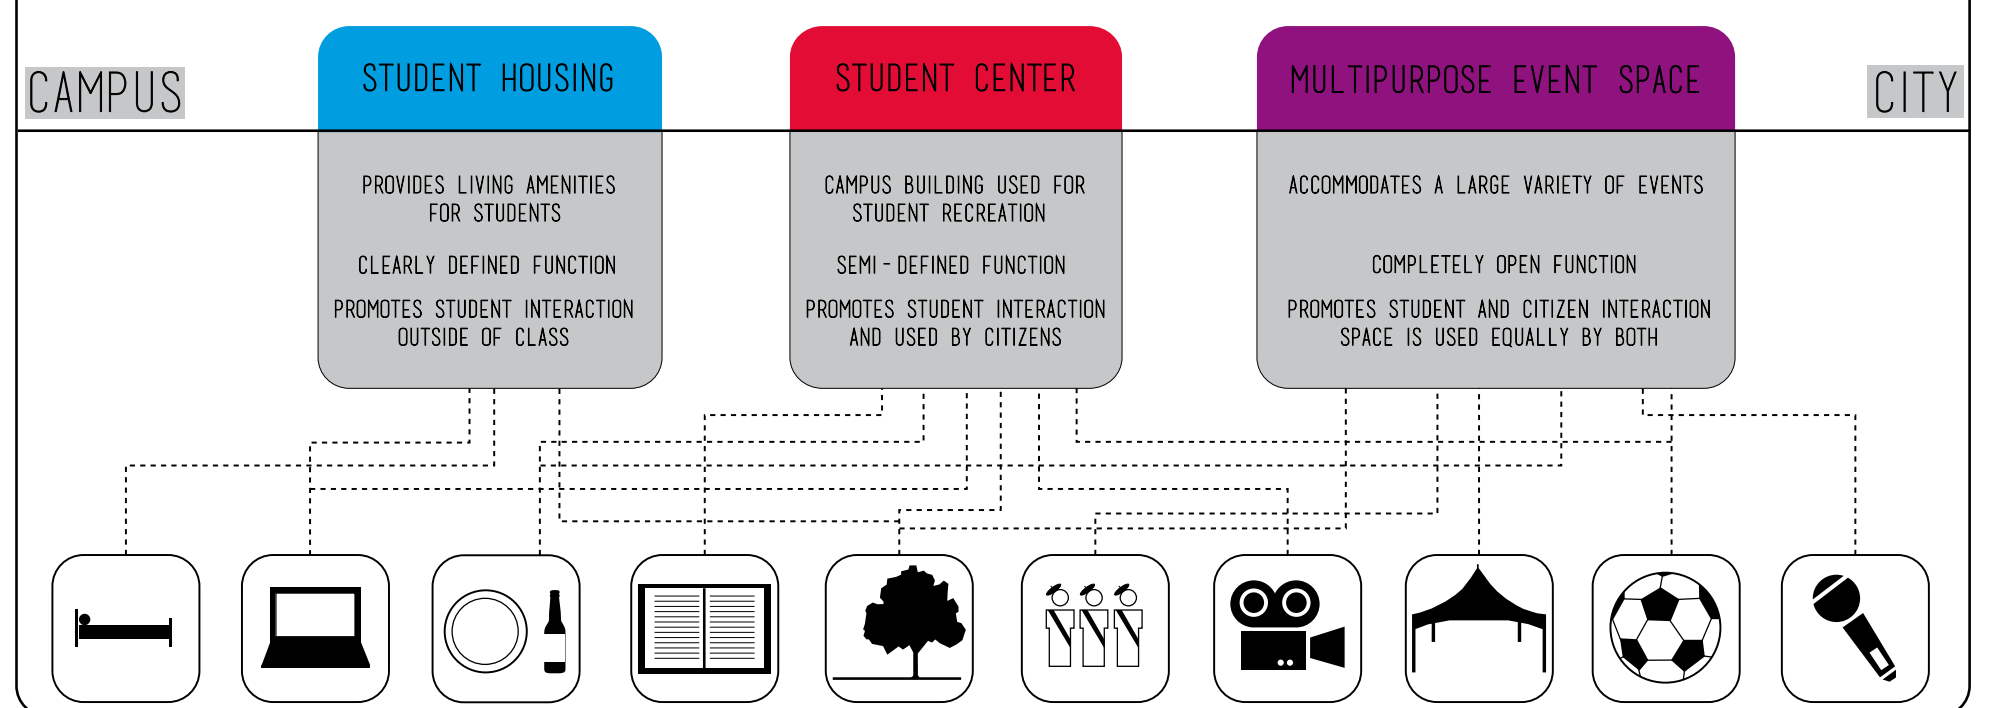 CAMPUS
STUDENT HOUSING
STUDENT CENTER
MULTIPURPOSE EVENT SPACE
CITY
PROVIDES LIVING AMENITIES
FOR STUDENTS
CLEARLY DEFINED FUNCTION
PROMOTES STUDENT INTERACTION
OUTSIDE OF CLASS
CAMPUS BUILDING USED FOR
STUDENT RECREATION
SEMI-DEFINED FUNCTION
PROMOTES STUDENT INTERACTION
AND USED BY CITIZENS
ACCOMMODATES A LARGE VARIETY OF EVENTS
COMPLETELY OPEN FUNCTION
PROMOTES STUDENT AND CITIZEN INTERACTION
SPACE IS USED EQUALLY BY BOTH